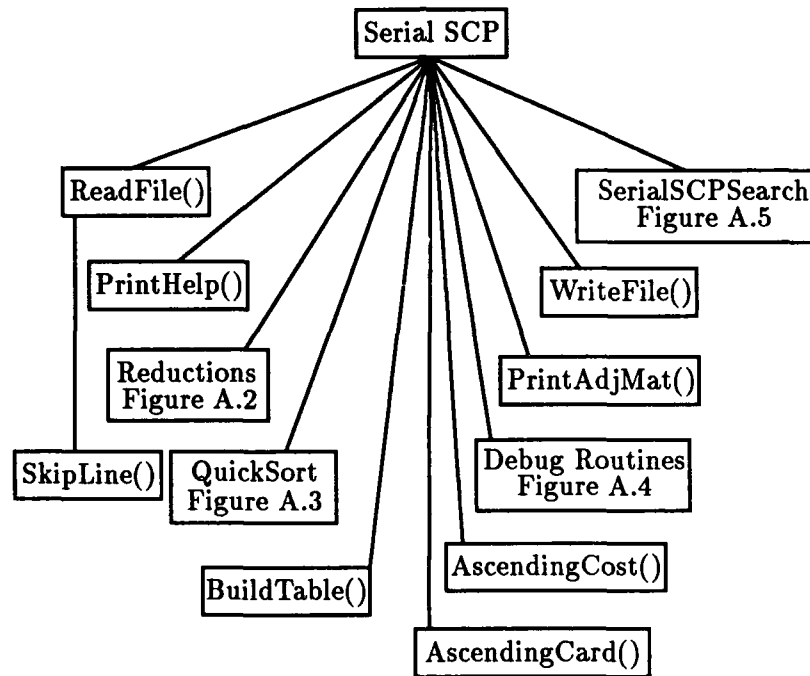 Serial SCP
ReadFile()
SerialSCPSearch
Figure A.5
PrintHelp()
WriteFile()
Reductions
Figure A.2
PrintAdjMat()
SkipLine()
QuickSort
Figure A.3
Debug Routines
Figure A.4
BuildTable()
AscendingCost()
AscendingCard()